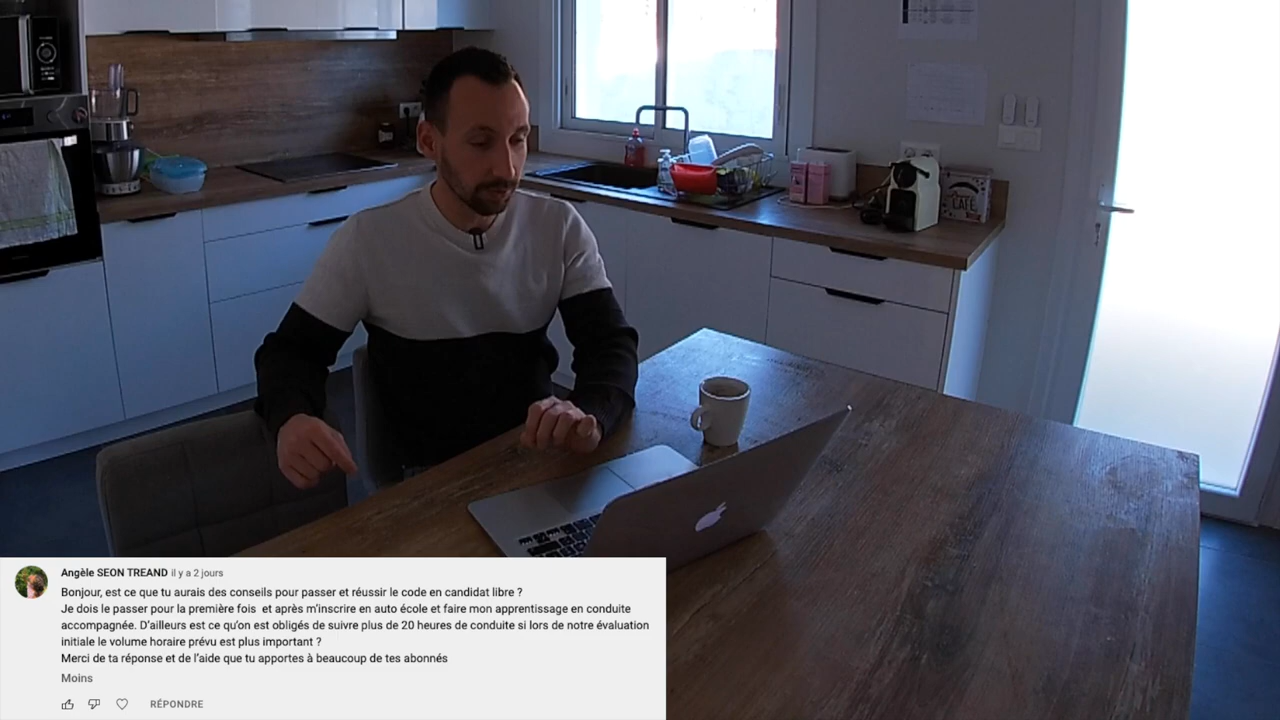 CAFÉ
Angèle SEON TREAND il y a 2 jours
Bonjour, est ce que tu aurais des conseils pour passer et réussir le code en candidat libre ?
Je dois le passer pour la première fois et après m'inscrire en auto école et faire mon apprentissage en conduite
accompagnée. D'ailleurs est ce qu'on est obligés de suivre plus de 20 heures de conduite si lors de notre évaluation
initiale le volume horaire prévu est plus important ?
Merci de ta réponse et de l'aide que tu apportes à beaucoup de tes abonnés
Moins
RÉPONDRE